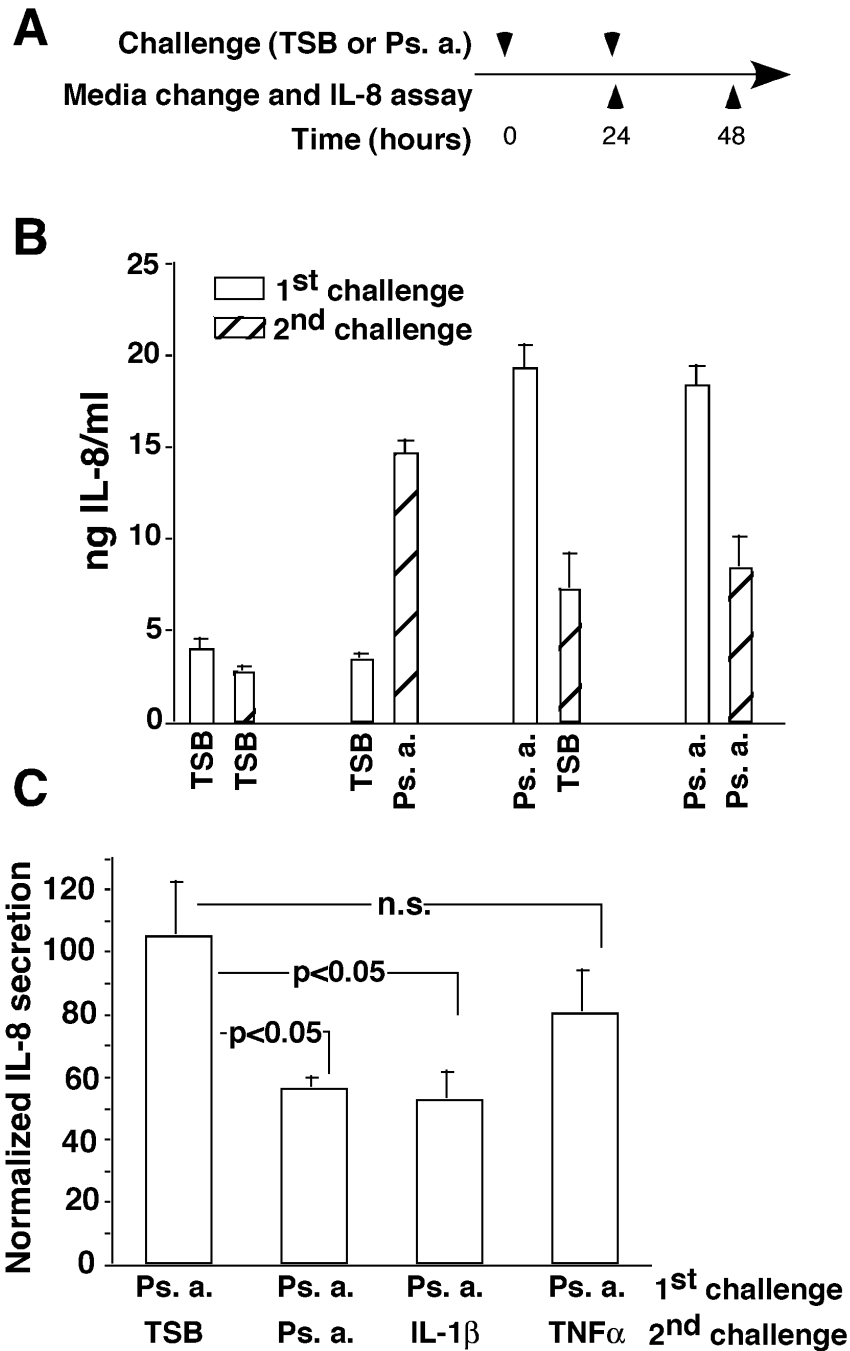 A
Challenge (TSB or Ps. a.)
Media change and IL-8 assay
Time (hours) 0 24 48
B
25
20
15
10
5
0
ng IL-8/ml
1st challenge
2nd challenge
TSB TSB TSB Ps. a. Ps. a. TSB Ps. a. Ps. a.
C
120
100
80
60
40
20
0
Normalized IL-8 secretion
n.s.
p<0.05
p<0.05
Ps. a. Ps. a. Ps. a. Ps. a. 1st challenge
TSB Ps. a. IL-1β TNFα 2nd challenge